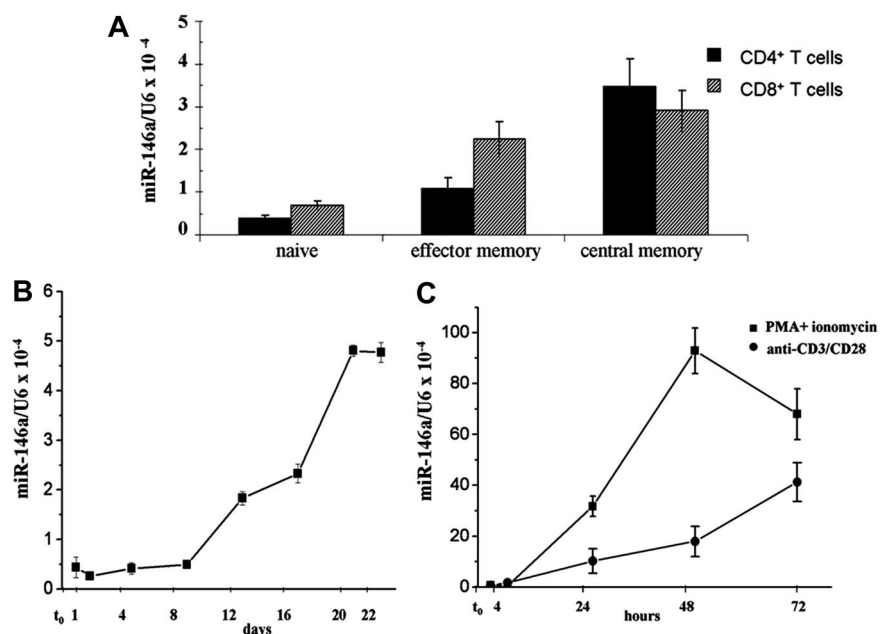 A
miR-146a/U6 x 10⁻⁴
5
4
3
2
1
0
CD4⁺ T cells
CD8⁺ T cells
naive
effector memory
central memory
B
miR-146a/U6 x 10⁻⁴
6
5
4
3
2
1
0
t₀ 1 4 8 12 16 20 22
days
C
miR-146a/U6 x 10⁻⁴
100
80
60
40
20
0
PMA+ ionomycin
anti-CD3/CD28
t₀ 4 24 48 72
hours